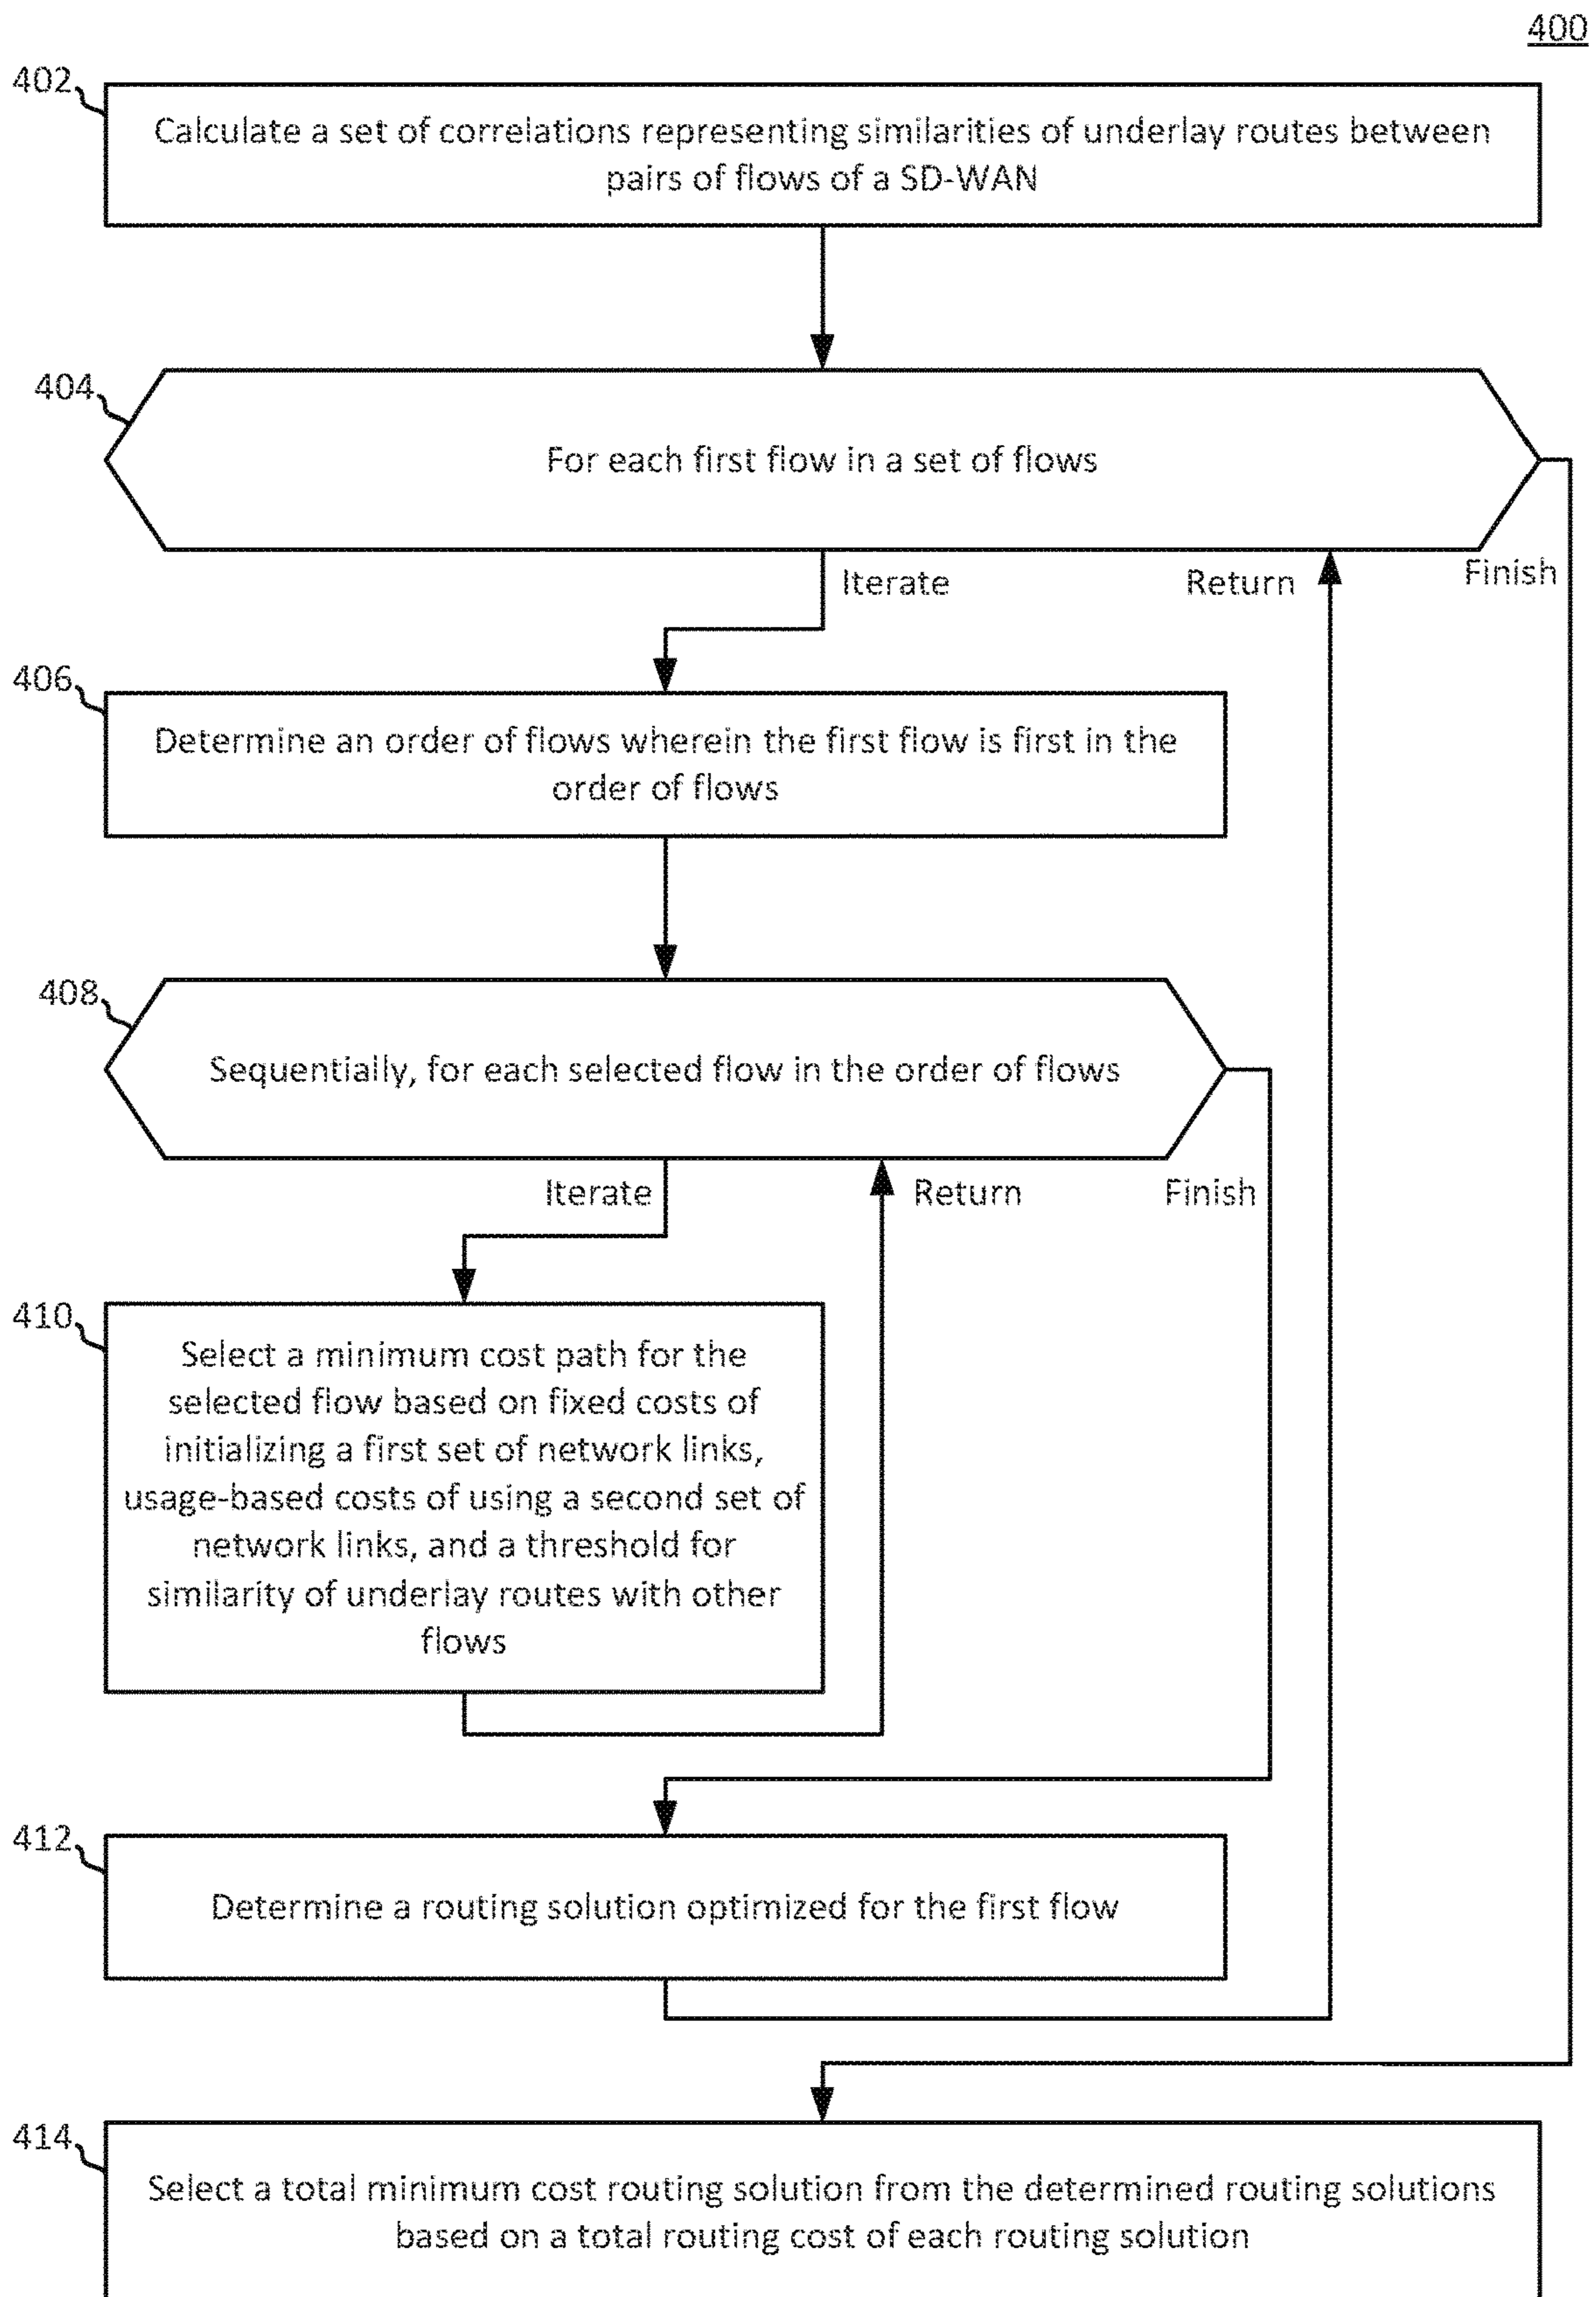 400
402
Calculate a set of correlations representing similarities of underlay routes between
pairs of flows of a SD-WAN
404
For each first flow in a set of flows
Iterate
Return
Finish
406
Determine an order of flows wherein the first flow is first in the
order of flows
408
Sequentially, for each selected flow in the order of flows
Iterate
Return
Finish
410
Select a minimum cost path for the
selected flow based on fixed costs of
initializing a first set of network links,
usage-based costs of using a second set of
network links, and a threshold for
similarity of underlay routes with other
flows
412
Determine a routing solution optimized for the first flow
414
Select a total minimum cost routing solution from the determined routing solutions
based on a total routing cost of each routing solution